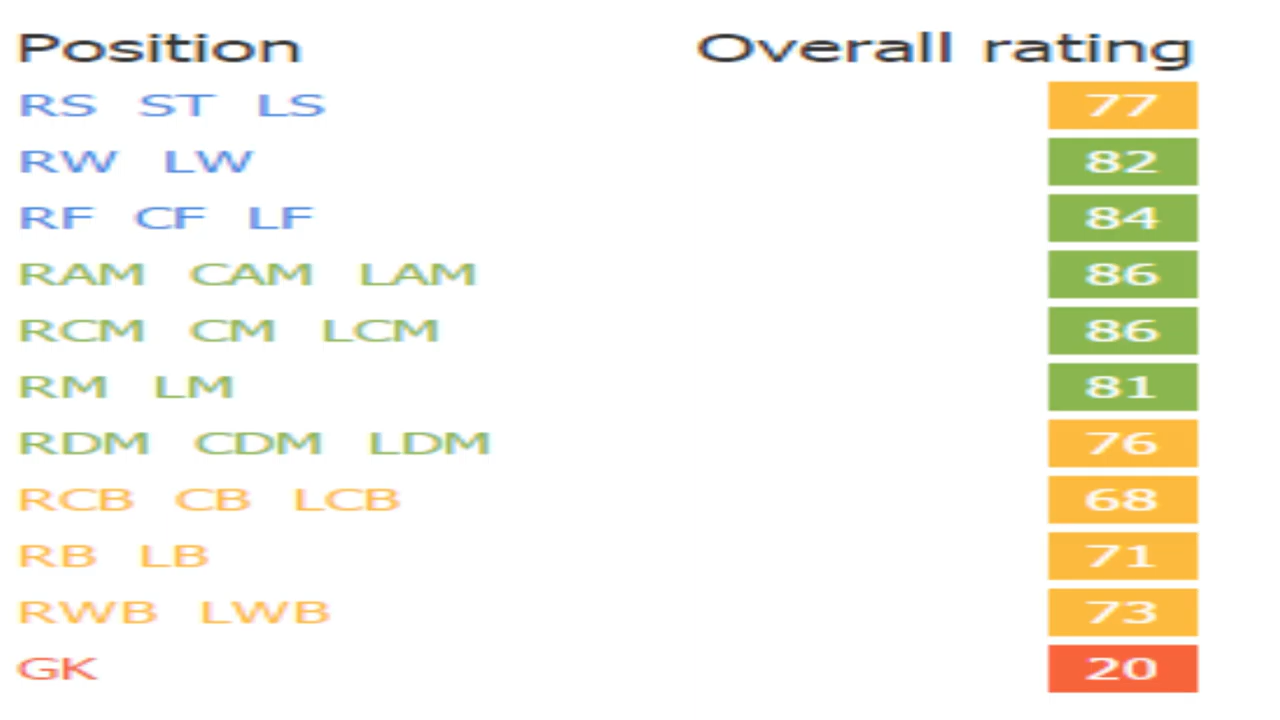 Position Overall rating
RS ST LS 77
RW LW 82
RF CF LF 84
RAM CAM LAM 86
RCM CM LCM 86
RM LM 81
RDM CDM LDM 76
RCB CB LCB 68
RB LB 71
RWB LWB 73
GK 20